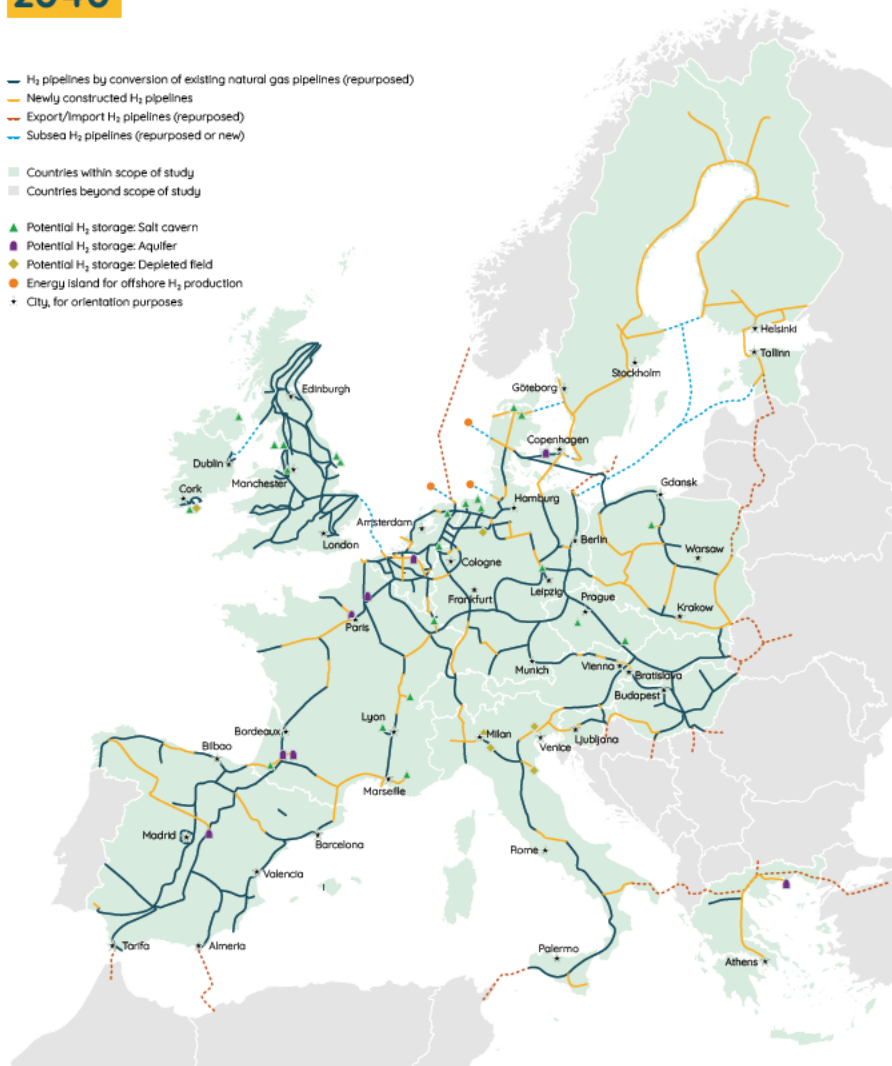 2040
H₂ pipelines by conversion of existing natural gas pipelines (repurposed)
Newly constructed H₂ pipelines
Export/Import H₂ pipelines (repurposed)
Subsea H₂ pipelines (repurposed or new)
Countries within scope of study
Countries beyond scope of study
Potential H₂ storage: Salt cavern
Potential H₂ storage: Aquifer
Potential H₂ storage: Depleted field
Energy island for offshore H₂ production
City, for orientation purposes
Helsinki
Tallinn
Stockholm
Göteborg
Edinburgh
Copenhagen
Dublin
Manchester
Cork
Gdansk
Hamburg
Amsterdam
London
Berlin
Warsaw
Cologne
Leipzig
Frankfurt
Prague
Krakow
Paris
Munich
Vienna
Bratislava
Budapest
Lyon
Bordeaux
Milan
Bilbao
Venice
Ljubljana
Marseille
Madrid
Barcelona
Rome
Valencia
Tarifa
Almeria
Palermo
Athens